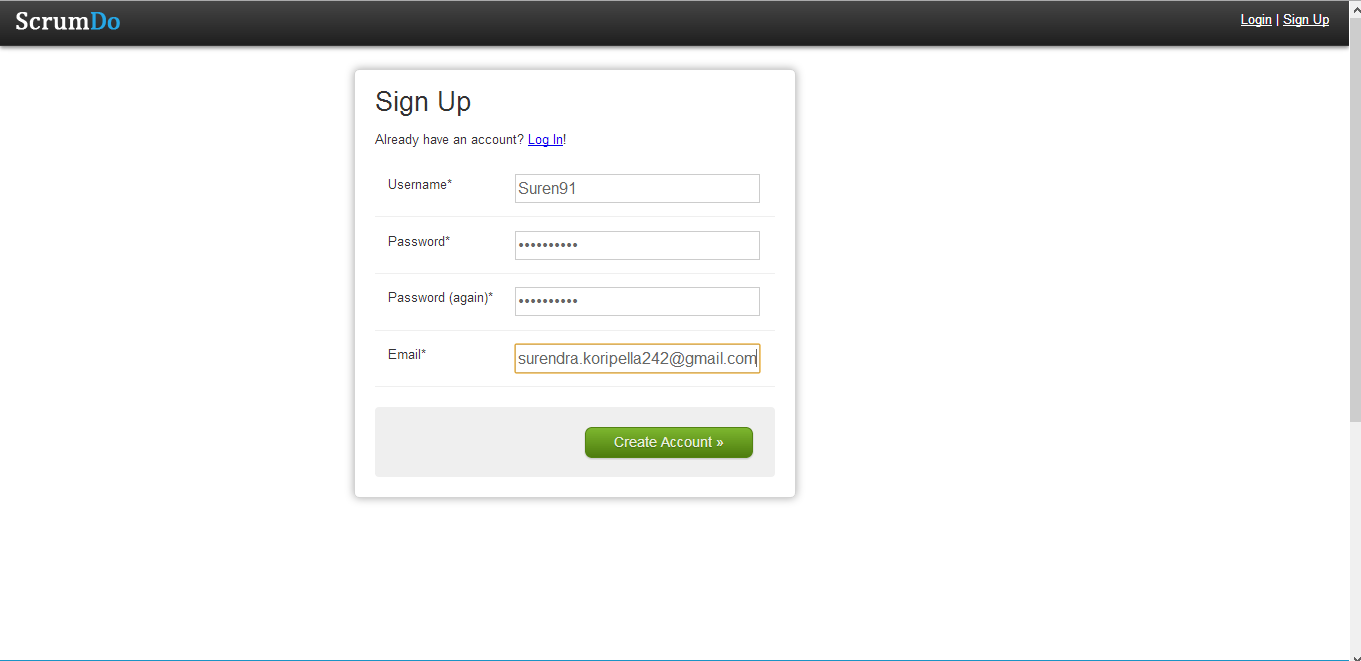 ScrumDo
Login | Sign Up
Sign Up
Already have an account? Log In!
Username*
Suren91
Password*
••••••••••
Password (again)*
••••••••••
Email*
surendra.koripella242@gmail.com
Create Account »